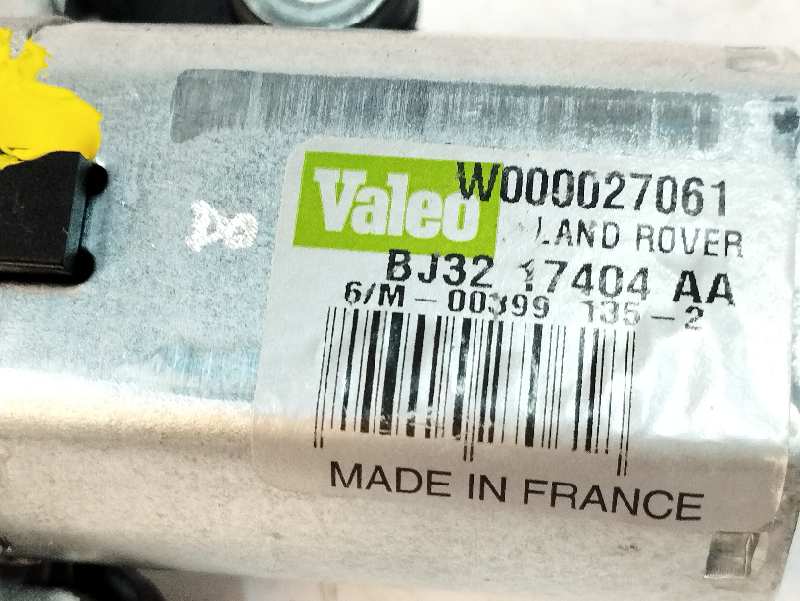 Valeo
W000027061
LAND ROVER
BJ32 17404 AA
6/M-00399 135-2
MADE IN FRANCE